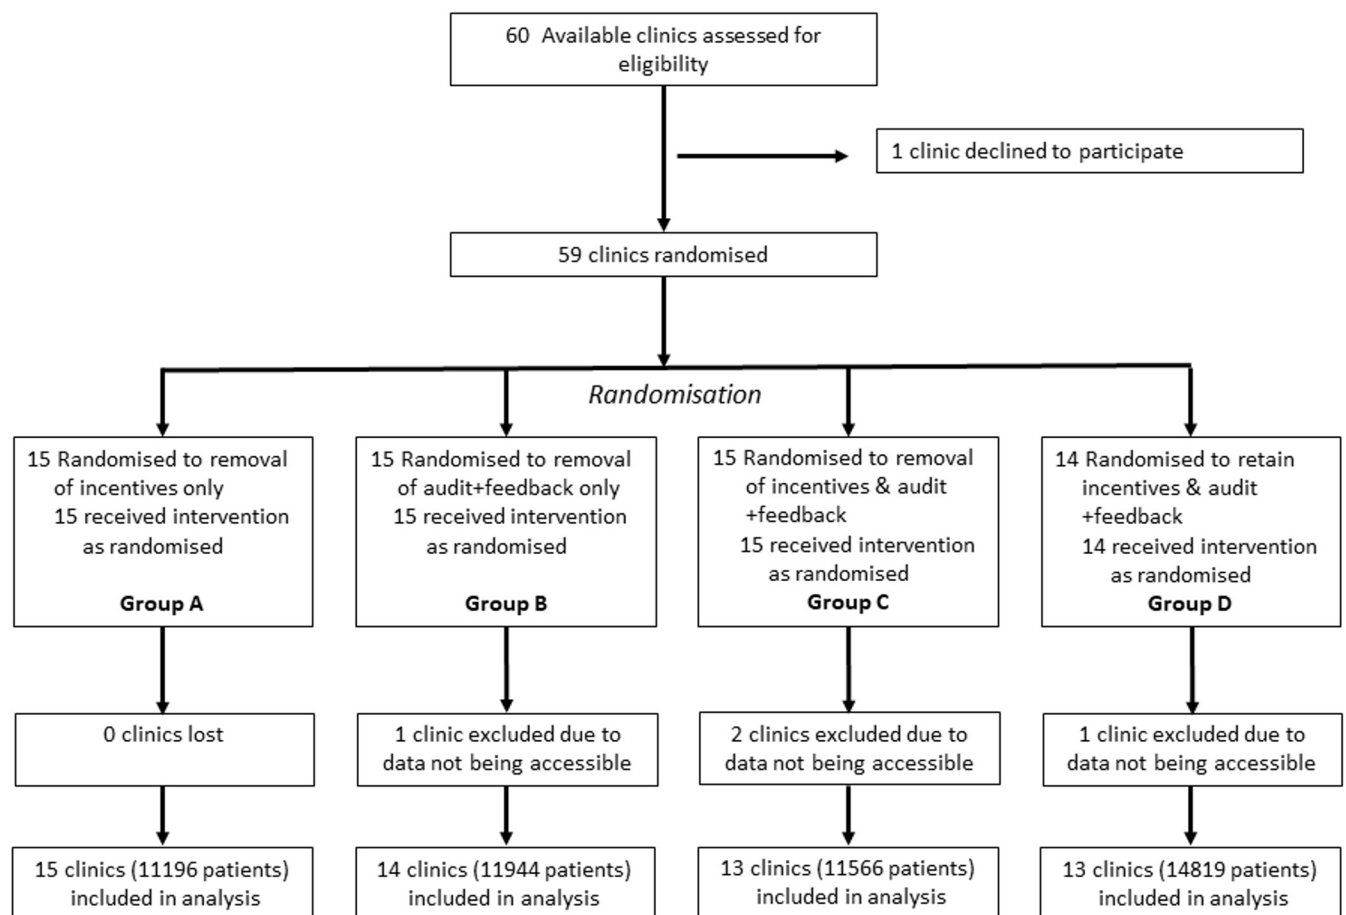 60 Available clinics assessed for
eligibility
1 clinic declined to participate
59 clinics randomised
Randomisation
15 Randomised to removal
of incentives only
15 received intervention
as randomised
Group A
15 Randomised to removal
of audit+feedback only
15 received intervention
as randomised
Group B
15 Randomised to removal
of incentives & audit
+feedback
15 received intervention
as randomised
Group C
14 Randomised to retain
incentives & audit
+feedback
14 received intervention
as randomised
Group D
0 clinics lost
1 clinic excluded due to
data not being accessible
2 clinics excluded due to
data not being accessible
1 clinic excluded due to
data not being accessible
15 clinics (11196 patients)
included in analysis
14 clinics (11944 patients)
included in analysis
13 clinics (11566 patients)
included in analysis
13 clinics (14819 patients)
included in analysis